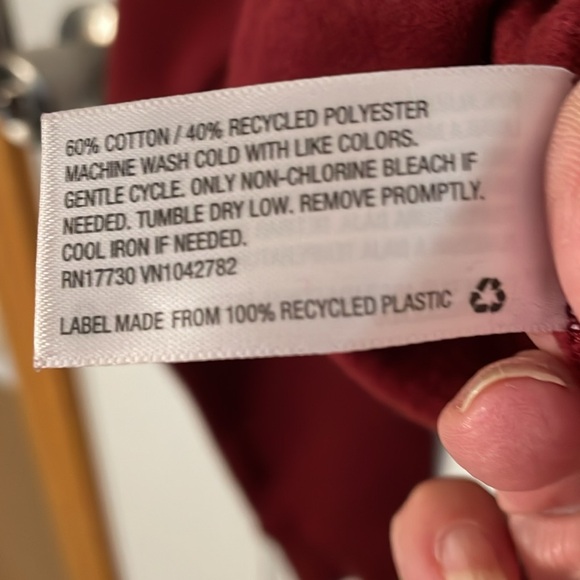 60% COTTON / 40% RECYCLED POLYESTER
MACHINE WASH COLD WITH LIKE COLORS.
GENTLE CYCLE. ONLY NON-CHLORINE BLEACH IF
NEEDED. TUMBLE DRY LOW. REMOVE PROMPTLY.
COOL IRON IF NEEDED.
RN17730 VN1042782
LABEL MADE FROM 100% RECYCLED PLASTIC